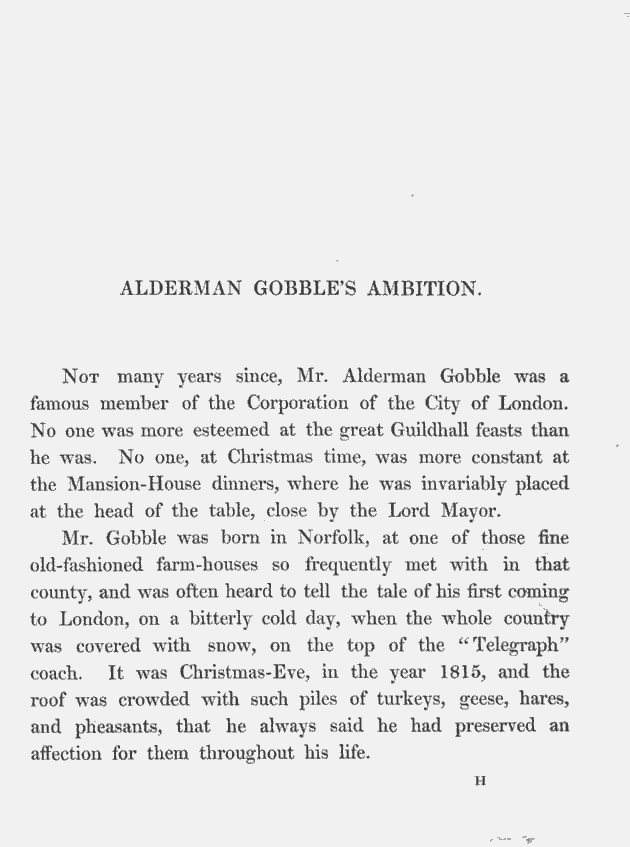 ALDERMAN GOBBLE'S AMBITION.
NOT many years since, Mr. Alderman Gobble was a
famous member of the Corporation of the City of London.
No one was more esteemed at the great Guildhall feasts than
he was. No one, at Christmas time, was more constant at
the Mansion-House dinners, where he was invariably placed
at the head of the table, close by the Lord Mayor.
Mr. Gobble was born in Norfolk, at one of those fine
old-fashioned farm-houses so frequently met with in that
county, and was often heard to tell the tale of his first coming
to London, on a bitterly cold day, when the whole country
was covered with snow, on the top of the "Telegraph"
coach. It was Christmas-Eve, in the year 1815, and the
roof was crowded with such piles of turkeys, geese, hares,
and pheasants, that he always said he had preserved an
affection for them throughout his life.
H